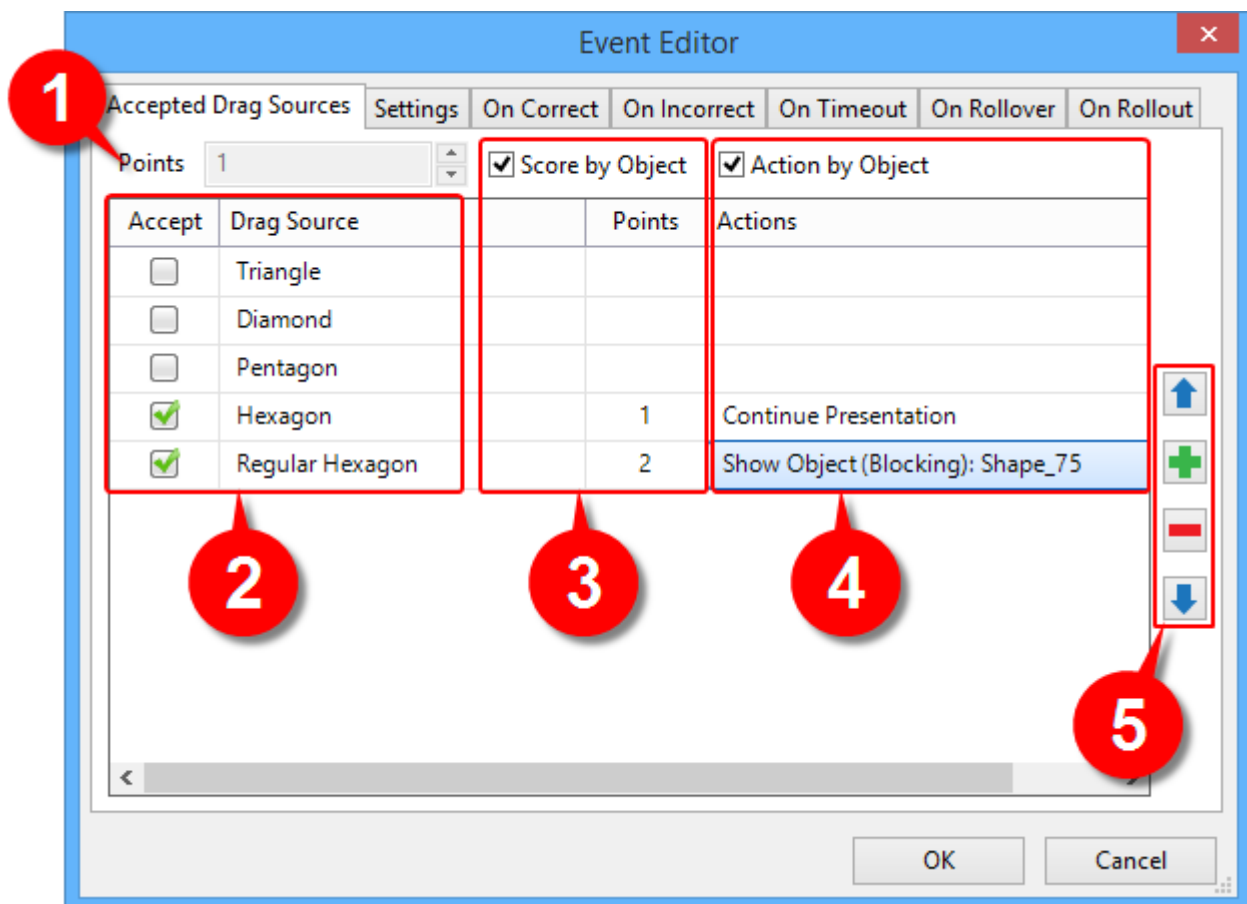 Event Editor
1
Accepted Drag Sources Settings On Correct On Incorrect On Timeout On Rollover On Rollout
Points 1 Score by Object Action by Object
Accept Drag Source Points Actions
Triangle
Diamond
Pentagon
Hexagon 1 Continue Presentation
Regular Hexagon 2 Show Object (Blocking): Shape_75
2 3 4
5
OK Cancel